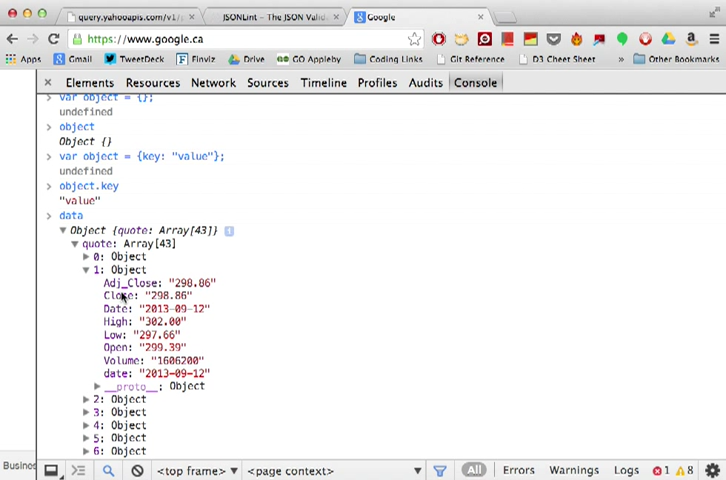 query.yahooapis.com/v1/
JSONLint – The JSON Valida
Google
https://www.google.ca
Apps Gmail TweetDeck Finviz Drive GO Appleby Coding Links Git Reference D3 Cheet Sheet » Other Bookmarks
× Elements Resources Network Sources Timeline Profiles Audits Console
> var object = {};
undefined
> object
Object {}
> var object = {key: "value"};
undefined
> object.key
"value"
> data
Object {quote: Array[43]}
quote: Array[43]
0: Object
1: Object
Adj_Close: "298.86"
Close: "298.86"
Date: "2013-09-12"
High: "302.00"
Low: "297.66"
Open: "299.39"
Volume: "1606200"
date: "2013-09-12"
__proto__: Object
2: Object
3: Object
4: Object
5: Object
6: Object
Busines
<top frame> <page context> All Errors Warnings Logs 1 8